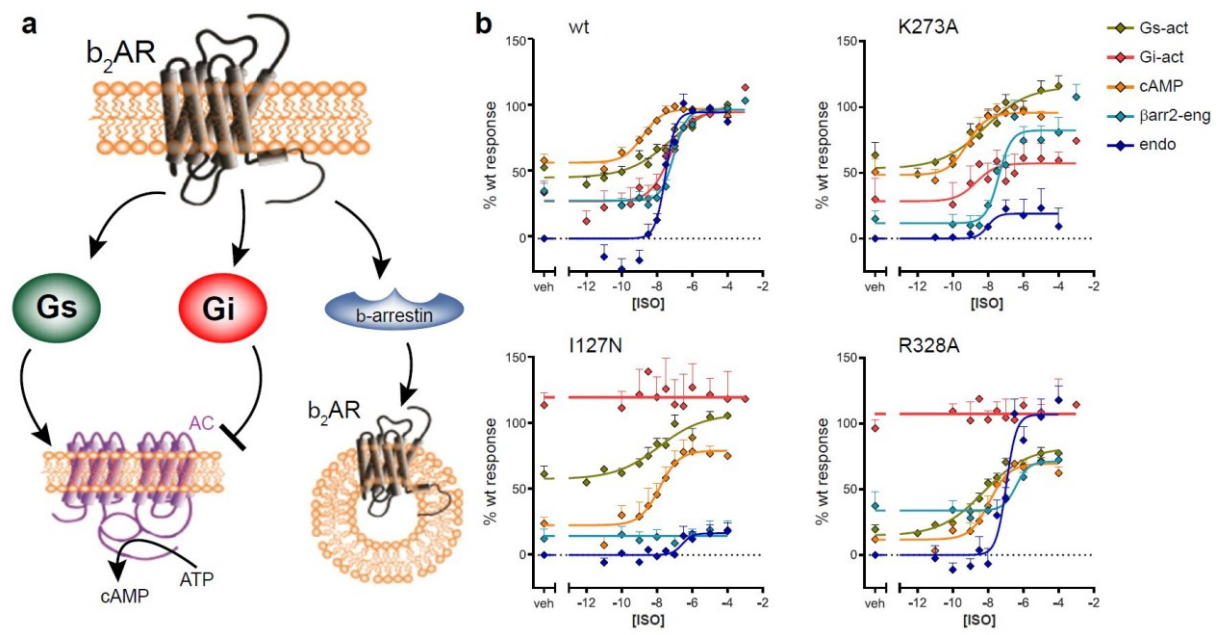 a
b₂AR
Gs
Gi
b-arrestin
b₂AR
AC
ATP
cAMP
b
wt
% wt response
150
100
50
0
veh
-12
-10
-8
-6
-4
-2
[ISO]
K273A
% wt response
150
100
50
0
veh
-12
-10
-8
-6
-4
-2
[ISO]
Gs-act
Gi-act
cAMP
βarr2-eng
endo
I127N
% wt response
150
100
50
0
veh
-12
-10
-8
-6
-4
-2
[ISO]
R328A
% wt response
150
100
50
0
veh
-12
-10
-8
-6
-4
-2
[ISO]